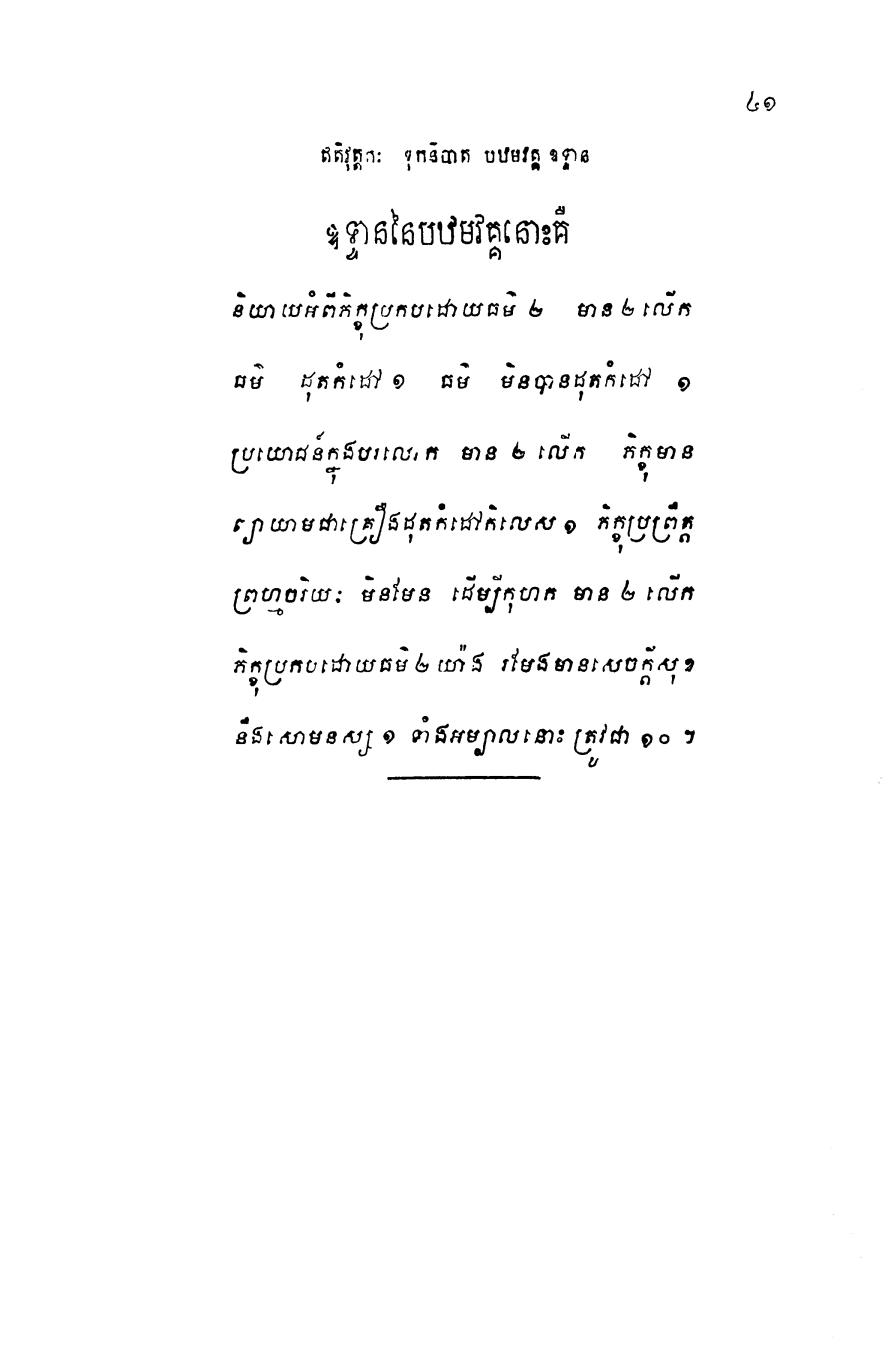 ៤១
ឥតិវុត្តកៈ ទុកនិបាត បឋមវគ្គ ឧទ្ទាន
ឧទ្ទាននៃបឋមវគ្គនោះគឺ
និយាយអំពីភិក្ខុប្រកបដោយធម៌ ២ មាន ២ លើក
ធម៌ ដុតកំដៅ ១ ធម៌ មិនបានដុតកំដៅ ១
ប្រយោជន៍ក្នុងបរលោក មាន ២ លើក ភិក្ខុមាន
ព្យាយាមជាគ្រឿងដុតកំដៅកិលេស ១ ភិក្ខុប្រព្រឹត្ត
ព្រហ្មចរិយៈ មិនមែន ដើម្បីកុហក មាន ២ លើក
ភិក្ខុប្រកបដោយធម៌ ២ យ៉ាង រមែងមានសេចក្តីសុខ
នឹងសោមនស្ស ១ ទាំងអម្បាលនោះ ត្រូវជា ១០ ។